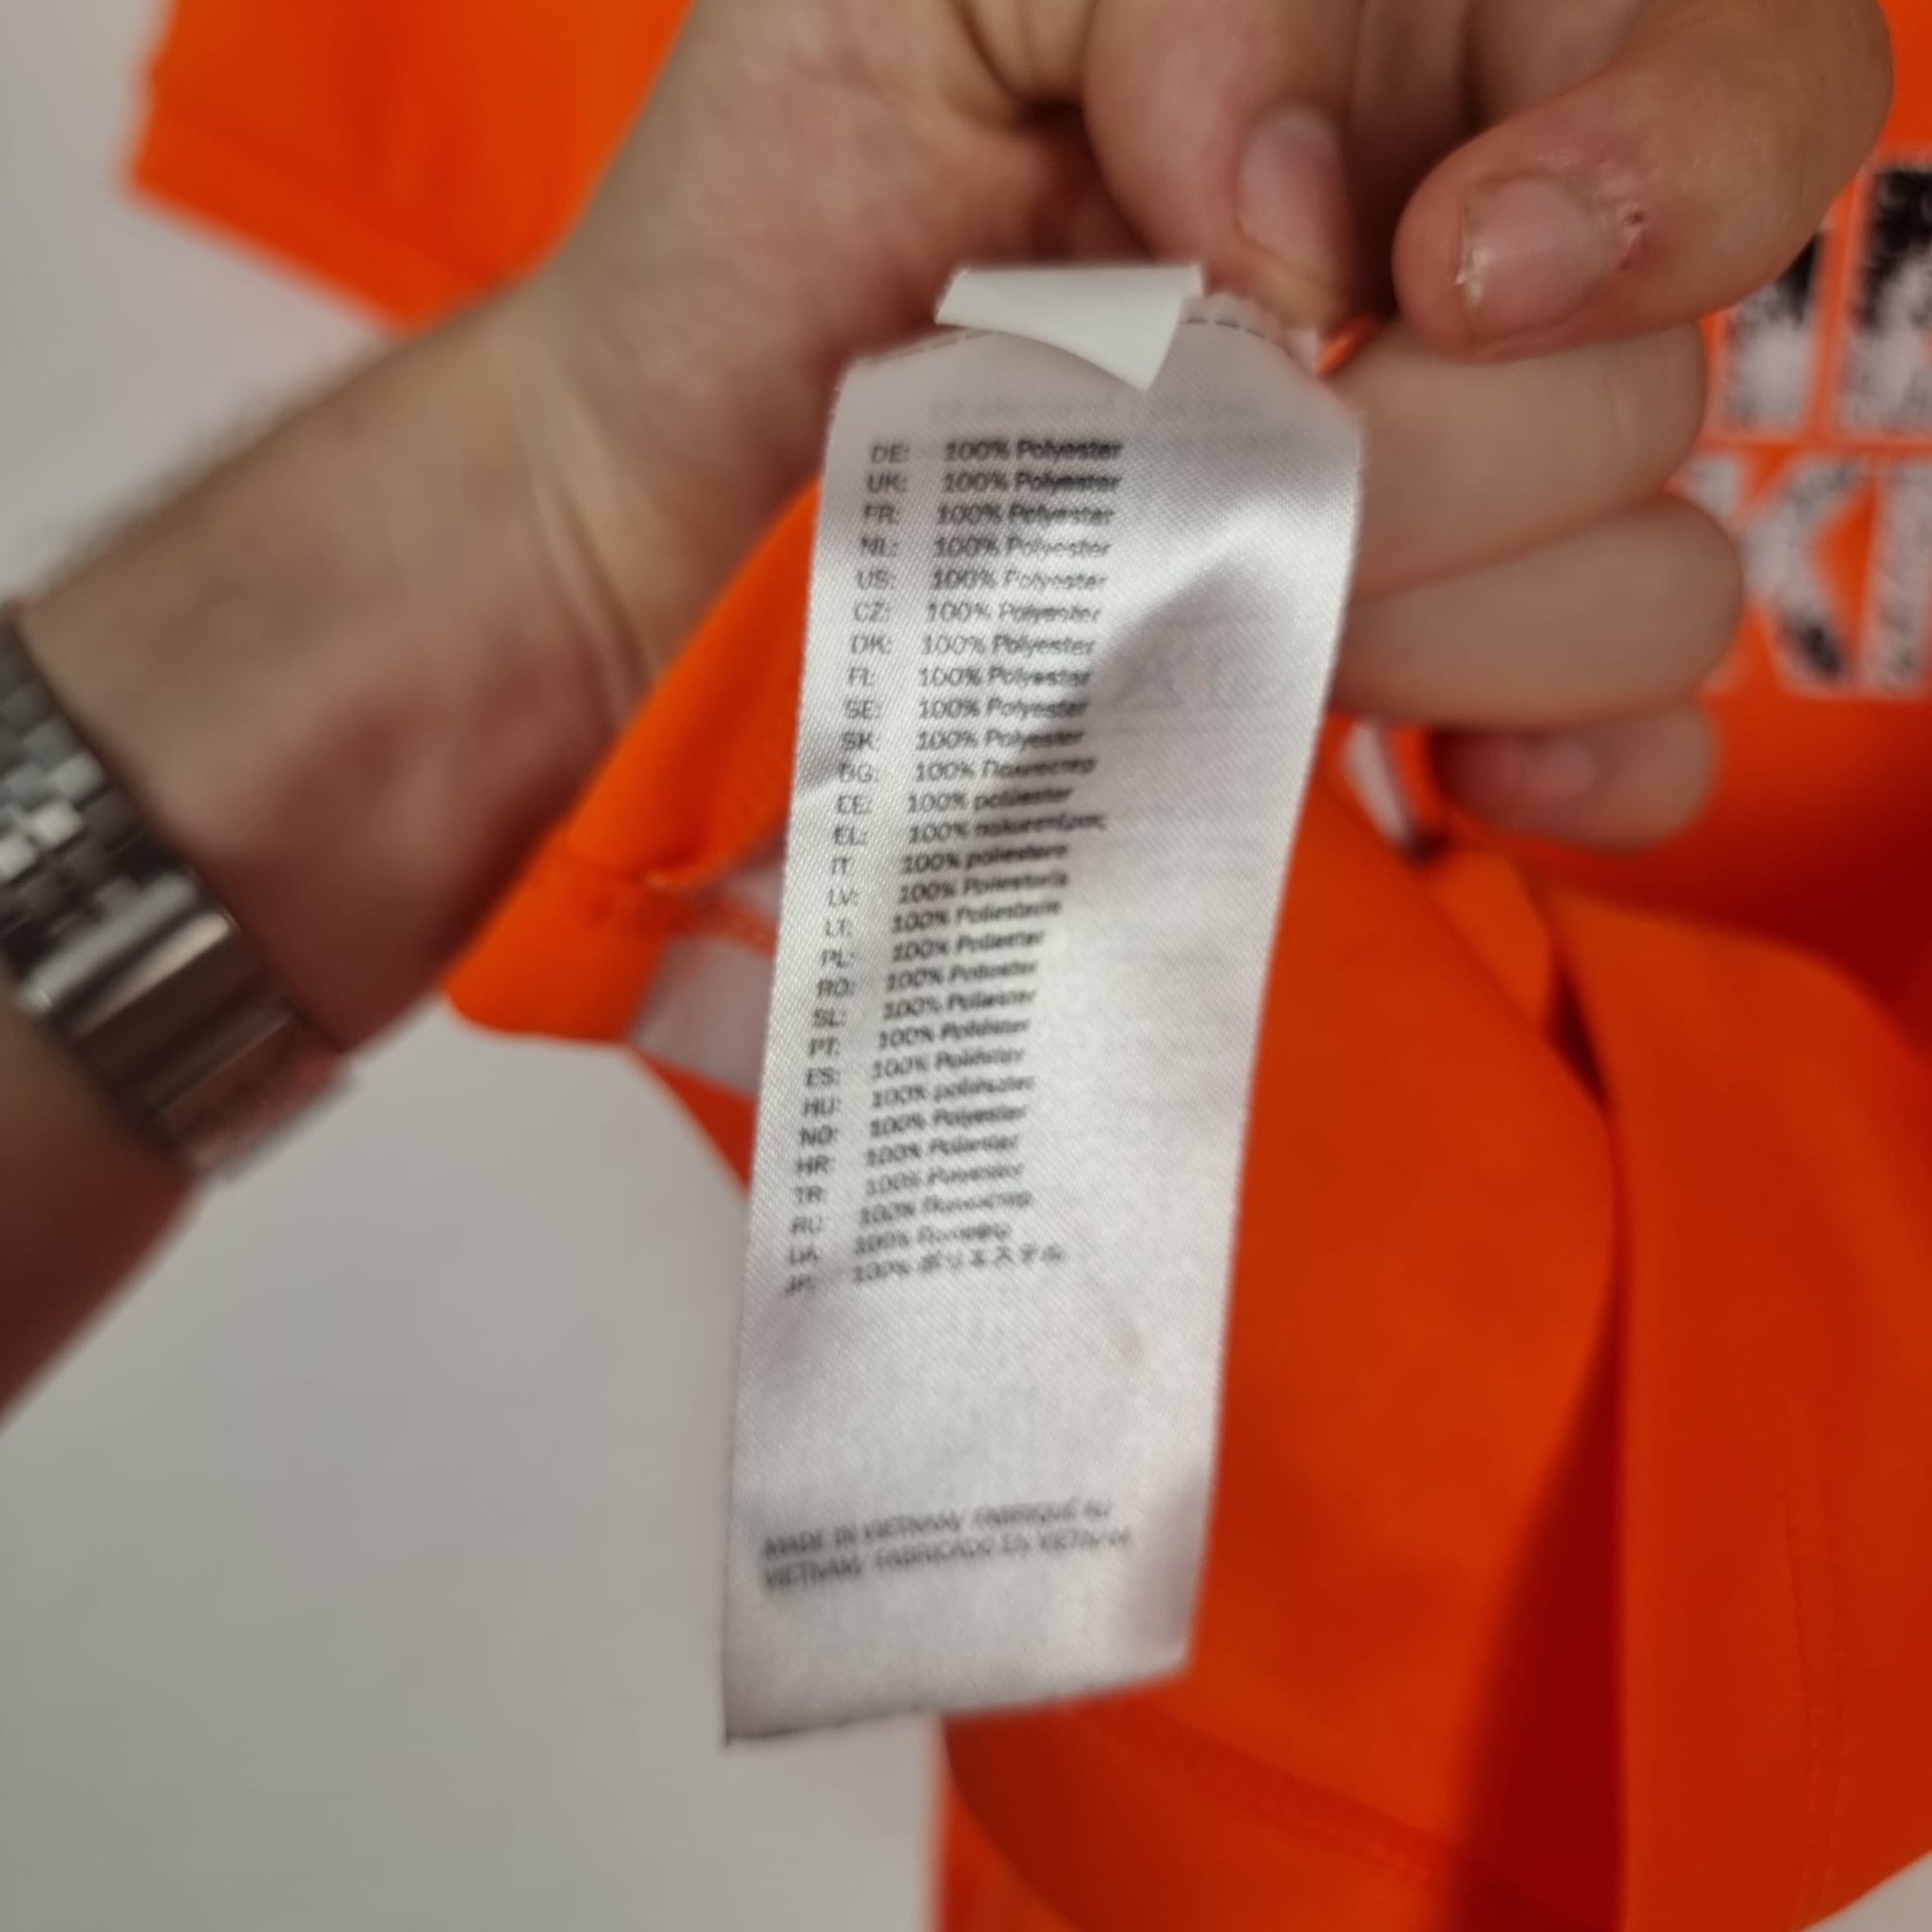 DE: 100% Polyester
UK: 100% Polyester
FR: 100% Polyester
NL: 100% Polyester
US: 100% Polyester
CZ: 100% Polyester
DK: 100% Polyester
FI: 100% Polyester
SE: 100% Polyester
SK: 100% Polyester
BG: 100% Полиестер
EE: 100% polüester
EL: 100% πολυεστέρας
IT: 100% poliestere
LV: 100% Poliesteris
LT: 100% Poliesteris
PL: 100% Poliester
RO: 100% Poliester
SL: 100% Poliester
PT: 100% Poliéster
ES: 100% Poliéster
HU: 100% poliészter
NO: 100% Polyester
HR: 100% Poliester
TR: 100% Polyester
RU: 100% Полиэстер
UA: 100%
JP: 100% ポリエステル
MADE IN VIETNAM/ FABRIQUÉ AU
VIETNAM/ FABRICADO EN VIETNAM